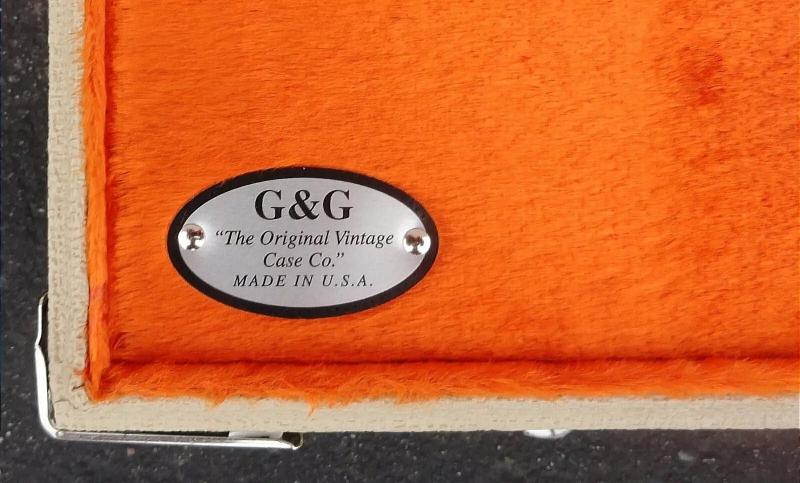 G&G
“The Original Vintage
Case Co.”
MADE IN U.S.A.